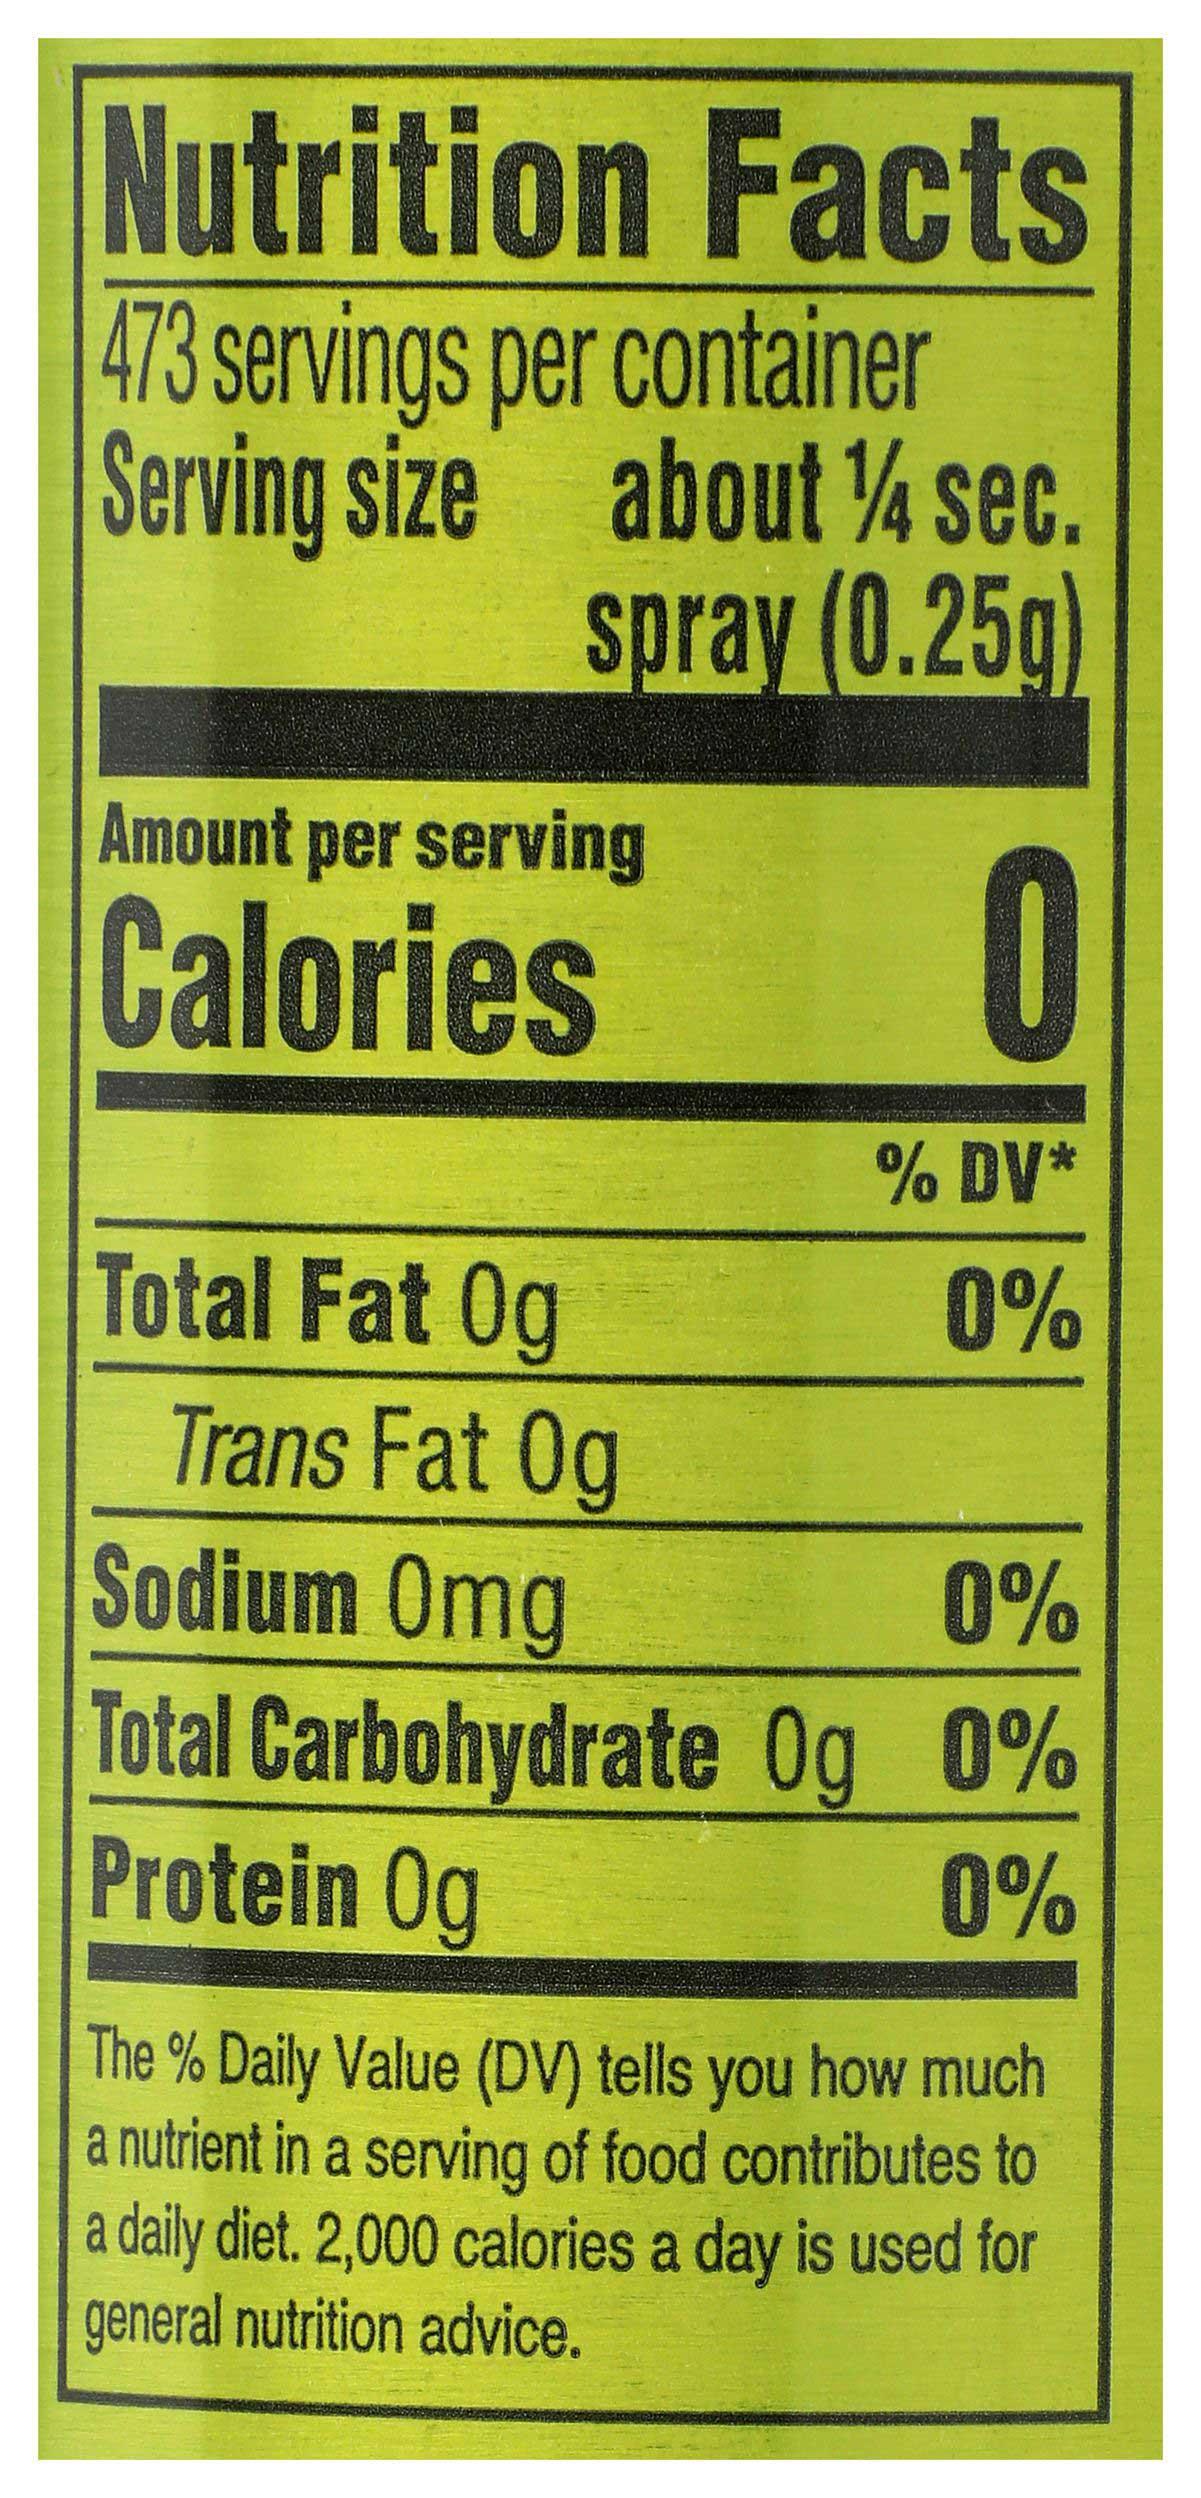 Nutrition Facts
473 servings per container
Serving size about ¼ sec.
spray (0.25g)
Amount per serving
Calories 0
% DV*
Total Fat 0g 0%
Trans Fat 0g
Sodium 0mg 0%
Total Carbohydrate 0g 0%
Protein 0g 0%
The % Daily Value (DV) tells you how much
a nutrient in a serving of food contributes to
a daily diet. 2,000 calories a day is used for
general nutrition advice.